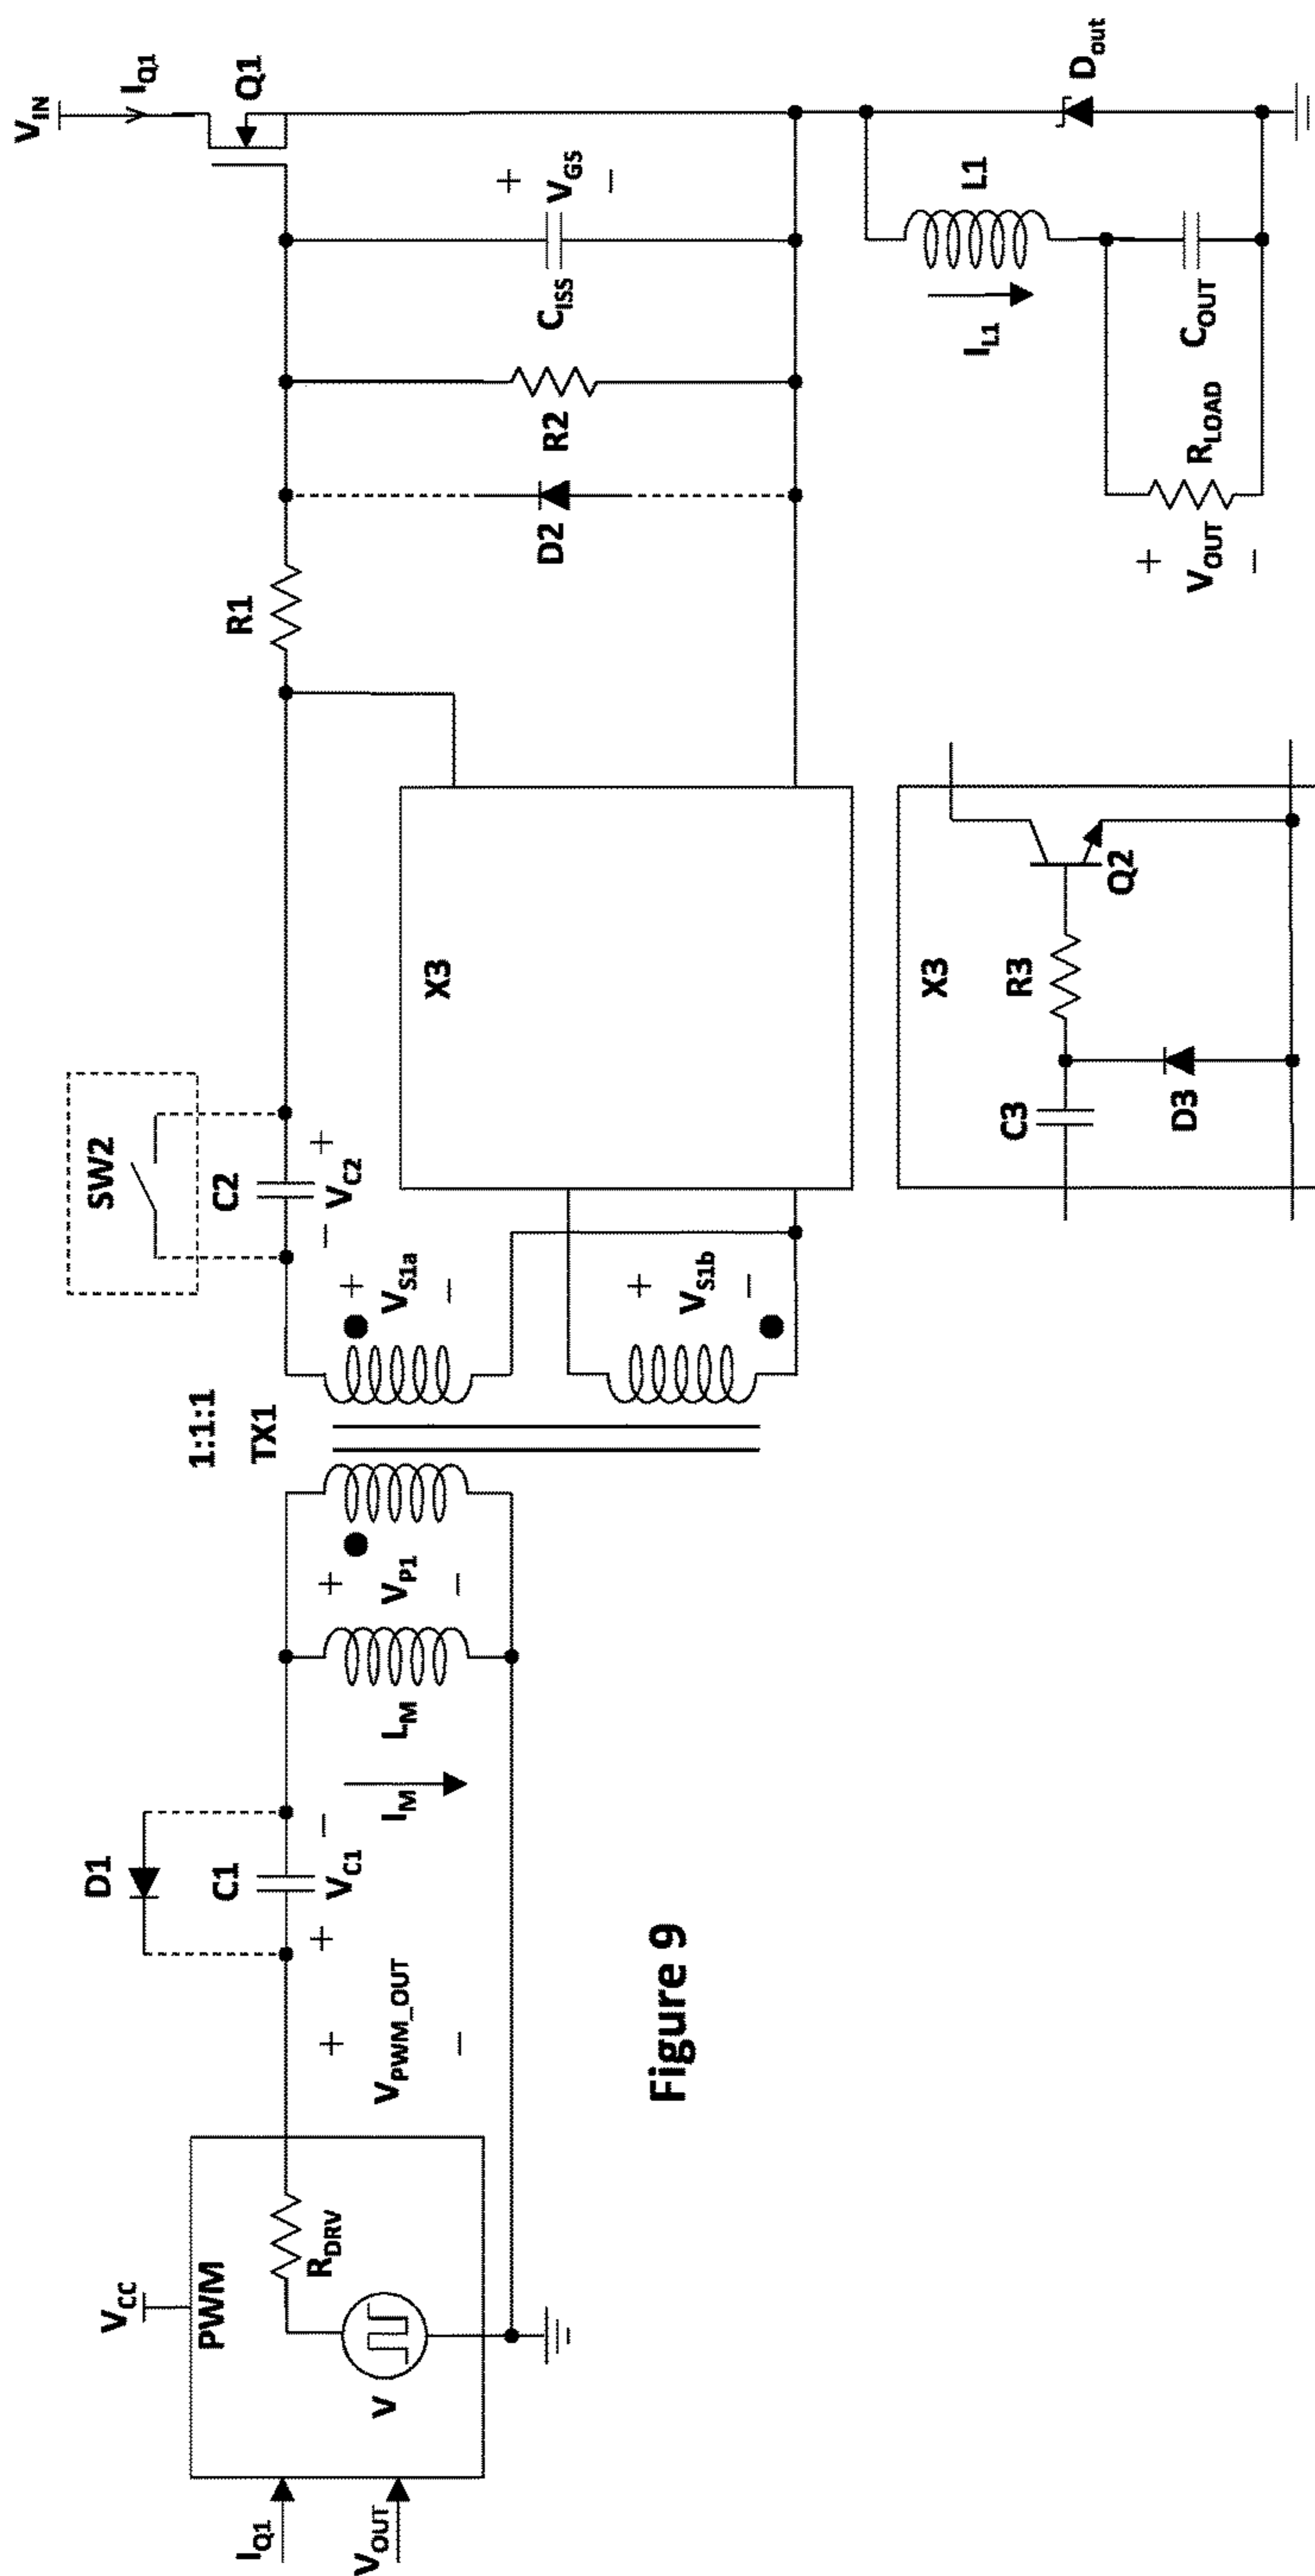 I_Q1
V_OUT
V_CC
PWM
V
R_DRV
+
V_PWM_OUT
−
D1
C1
+
V_C1
−
I_M
L_M
+
V_P1
−
1:1:1
TX1
+
V_S1a
−
+
V_S1b
−
SW2
C2
−
V_C2
+
X3
R1
D2
R2
C_ISS
+
V_GS
−
V_IN
I_Q1
Q1
L1
I_L1
D_out
C_OUT
R_LOAD
+
V_OUT
−
X3
C3
R3
D3
Q2
Figure 9